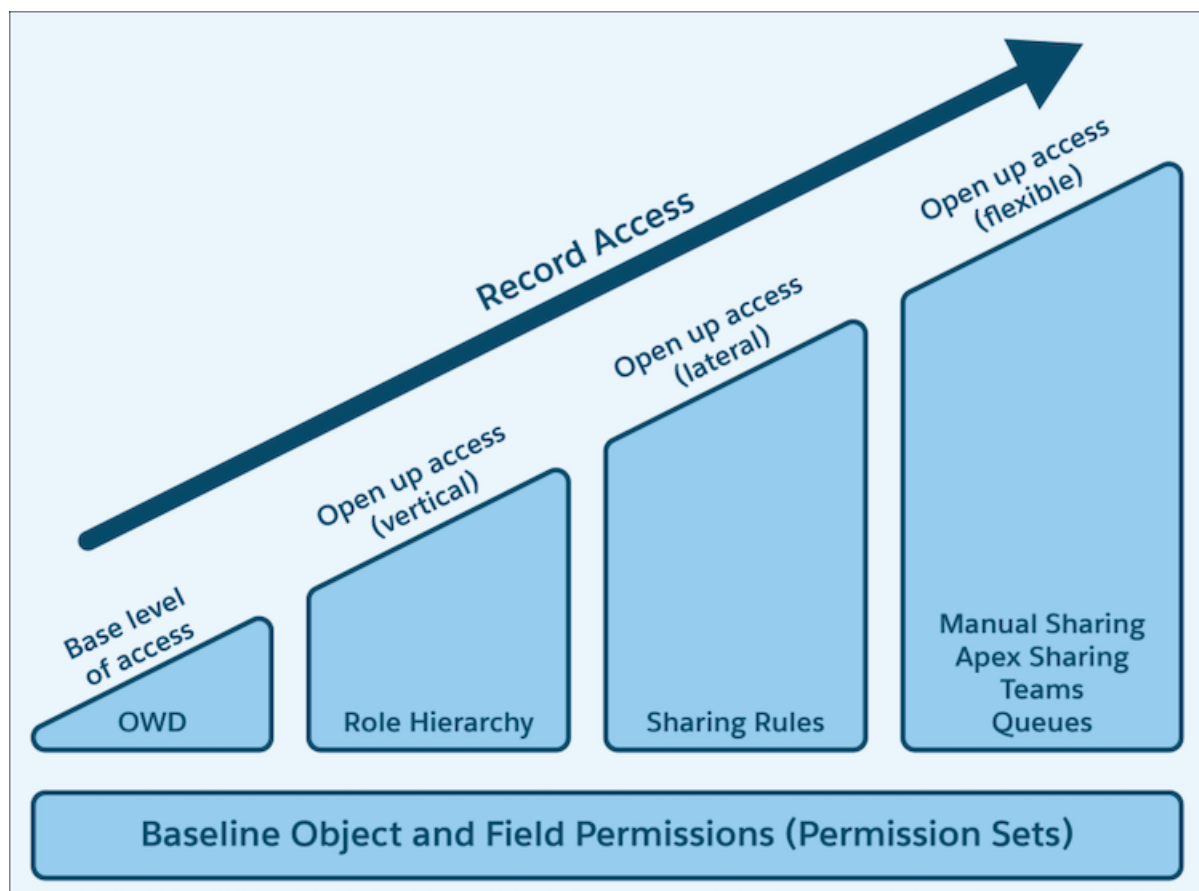 Record Access
Base level
of access
OWD
Open up access
(vertical)
Role Hierarchy
Open up access
(lateral)
Sharing Rules
Open up access
(flexible)
Manual Sharing
Apex Sharing
Teams
Queues
Baseline Object and Field Permissions (Permission Sets)